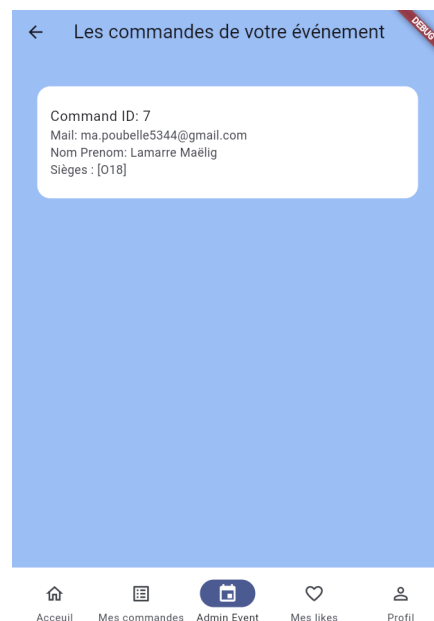 Les commandes de votre événement
DEBUG
Command ID: 7
Mail: ma.poubelle5344@gmail.com
Nom Prenom: Lamarre Maëlig
Sièges : [O18]
Acceuil
Mes commandes
Admin Event
Mes likes
Profil